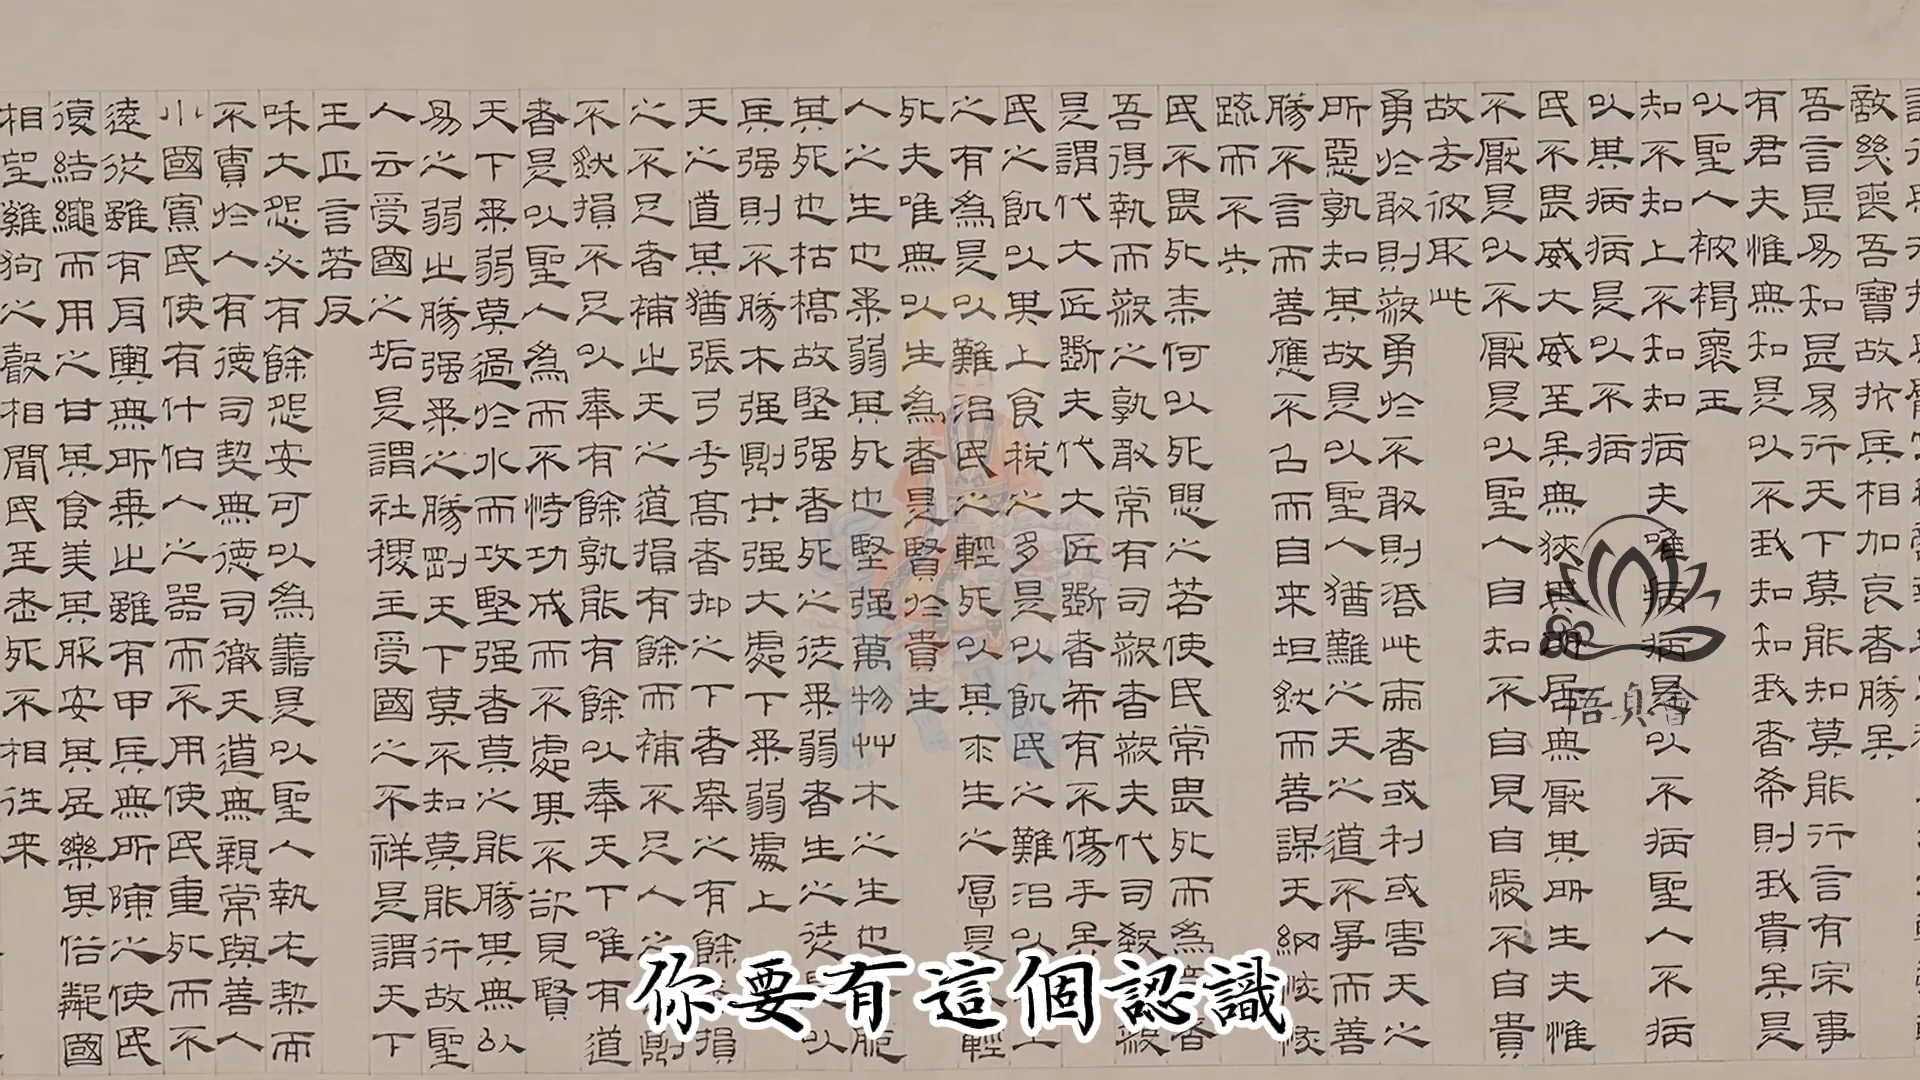 敵幾喪吾寶故抗兵相加哀者勝矣
吾言甚易知甚易行天下莫能知莫能行言有宗事
有君夫惟無知是以不我知知我者希則我貴矣是
以聖人被褐褱玉
知不知上不知知病夫唯病病是以不病聖人不病
以其病病是以不病
民不畏威大威至矣無狹其所居無厭其所生夫惟
不厭是以不厭是以聖人自知不自見自愛不自貴
故去彼取此
勇於敢則殺勇於不敢則活此兩者或利或害天之
所惡孰知其故是以聖人猶難之天之道不爭而善
勝不言而善應不召而自来坦然而善謀天網恢恢
疏而不失
民不畏死柰何以死思之若使民常畏死而為者
吾得執而殺之孰敢常有司殺者殺夫代司殺殺
是謂代大匠斲夫代大匠斲者希有不傷手矣
民之飢以其上食稅之多是以飢民之難治以上
之有為是以難治民之輕死以其求生之厚是輕
死夫唯無以生為者是賢於貴生
人之生也柔弱其死也堅强萬物艸木之生也脆
其死也枯槁故堅强者死之徒柔弱者生之徒以
兵强則不勝木强則共强大處下柔弱處上
天之道其猶張弓乎高者抑之下者舉之有餘損
之不足者補之天之道損有餘而補不足人之則
不然損不足以奉有餘孰能有餘以奉天下唯有道
者是以聖人為而不恃功成而不處其不欲見賢
天下柔弱莫過於水而攻堅强者莫之能勝其無以
易之弱之勝强柔之勝剛天下莫不知莫能行故聖
人云受國之垢是謂社稷主受國之不祥是謂天下
王正言若反
咊大怨必有餘怨安可以為善是以聖人執左契而
不責於人有德司契無德司徹天道無親常與善人
小國寡民使有什伯人之器而不用使民重死而不
遠徙雖有舟輿無所乘之雖有甲兵無所陳之使民
復結繩而用之甘其食美其服安其居樂其俗鄰國
相望雞狗之聲相聞民至老死不相往来
悟真會
你要有這個認識